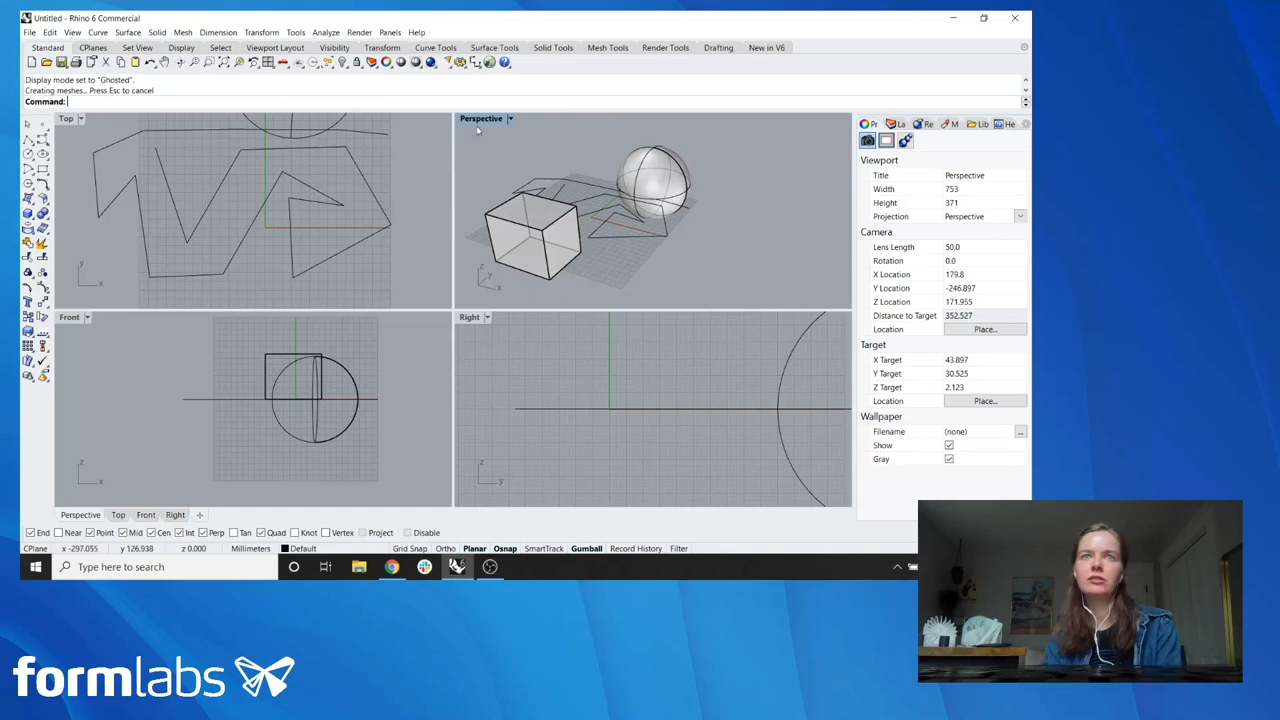 Untitled - Rhino 6 Commercial
File Edit View Curve Surface Solid Mesh Dimension Transform Tools Analyze Render Panels Help
Standard CPlanes Set View Display Select Viewport Layout Visibility Transform Curve Tools Surface Tools Solid Tools Mesh Tools Render Tools Drafting New in V6
Display mode set to "Ghosted".
Creating meshes... Press Esc to cancel
Command:
Top
Perspective
Pr La Re M Lib He
Viewport
Title Perspective
Width 753
Height 371
Projection Perspective
Camera
Lens Length 50.0
Rotation 0.0
X Location 179.8
Y Location -246.897
Z Location 171.955
Distance to Target 352.527
Location Place...
Target
X Target 43.897
Y Target 30.525
Z Target 2.123
Location Place...
Wallpaper
Filename (none) ...
Show
Gray
y
x
z
y
x
Front
Right
z
x
z
y
Perspective Top Front Right
End Near Point Mid Cen Int Perp Tan Quad Knot Vertex Project Disable
CPlane x -297.055 y 126.938 z 0.000 Millimeters Default Grid Snap Ortho Planar Osnap SmartTrack Gumball Record History Filter
Type here to search
formlabs